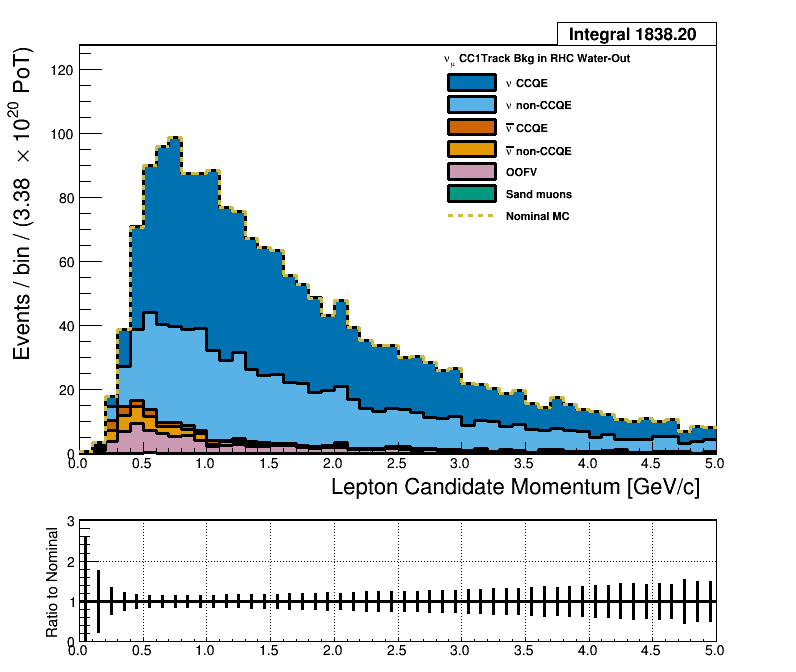 Integral 1838.20
ν_μ CC1Track Bkg in RHC Water-Out
ν CCQE
ν non-CCQE
ν̅ CCQE
ν̅ non-CCQE
OOFV
Sand muons
Nominal MC
Events / bin / (3.38 × 10²⁰ PoT)
120
100
80
60
40
20
0
0.0 0.5 1.0 1.5 2.0 2.5 3.0 3.5 4.0 4.5 5.0
Lepton Candidate Momentum [GeV/c]
Ratio to Nominal
3
2
1
0
0.0 0.5 1.0 1.5 2.0 2.5 3.0 3.5 4.0 4.5 5.0